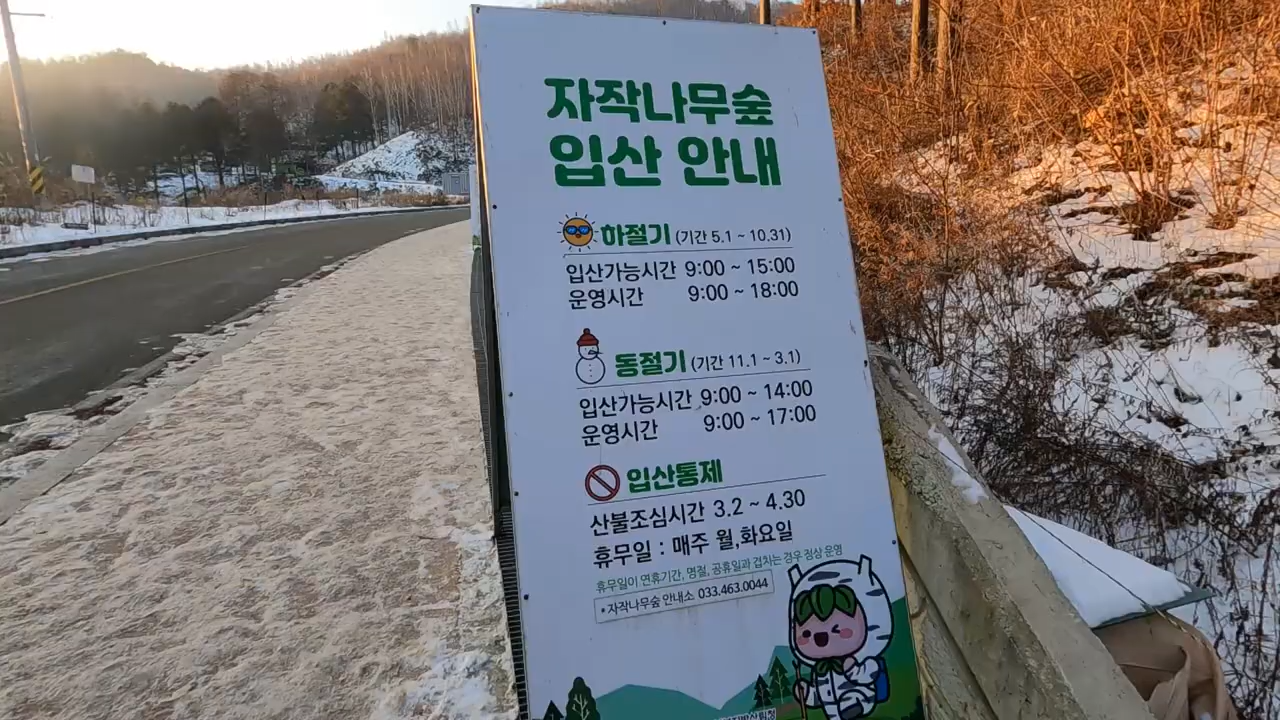 자작나무숲
입산 안내
하절기 (기간 5.1 ~ 10.31)
입산가능시간 9:00 ~ 15:00
운영시간 9:00 ~ 18:00
동절기 (기간 11.1 ~ 3.1)
입산가능시간 9:00 ~ 14:00
운영시간 9:00 ~ 17:00
입산통제
산불조심시간 3.2 ~ 4.30
휴무일 : 매주 월,화요일
휴무일이 연휴기간, 명절, 공휴일과 겹치는 경우 정상 운영
• 자작나무숲 안내소 033.463.0044